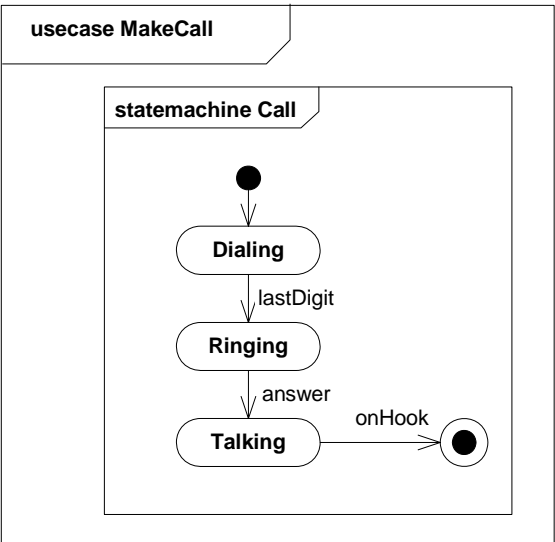 usecase MakeCall
statemachine Call
Dialing
lastDigit
Ringing
answer
onHook
Talking